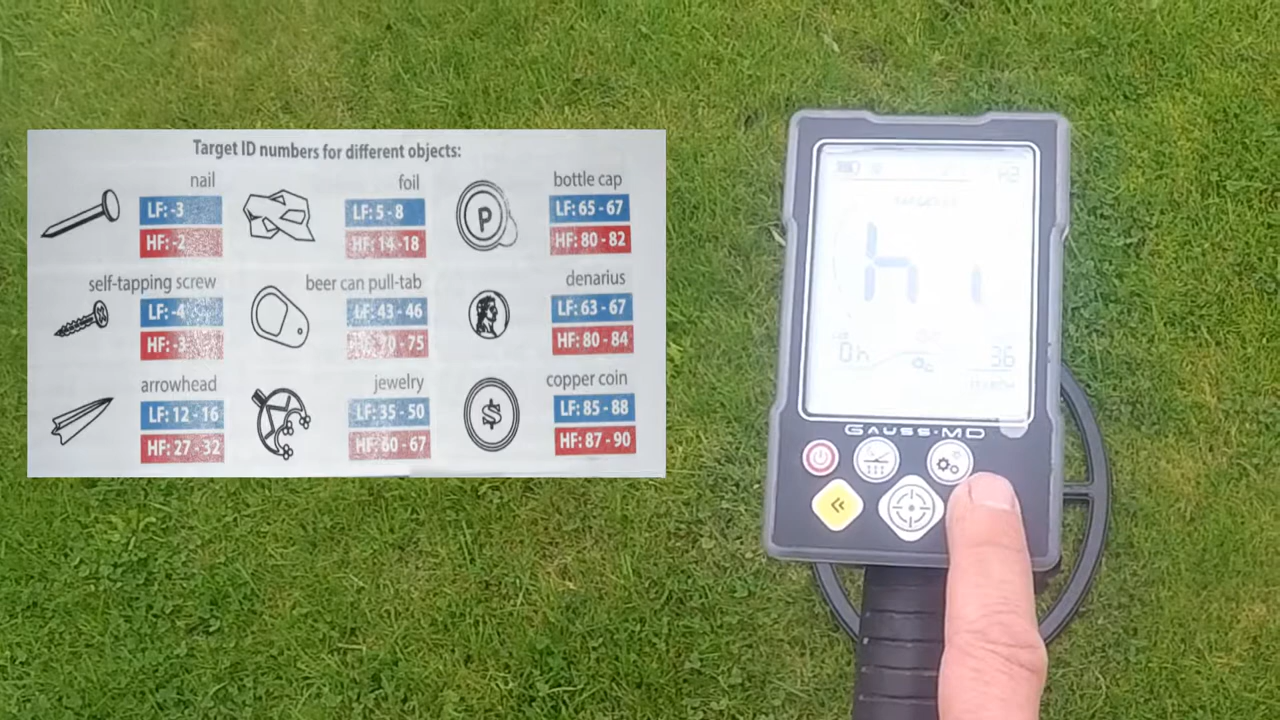 Target ID numbers for different objects:
nail
LF: -3
HF: -2
foil
LF: 5 - 8
HF: 14 -18
bottle cap
P
LF: 65 - 67
HF: 80 - 82
self-tapping screw
LF: -4
HF: -3
beer can pull-tab
LF: 43 - 46
HF: 70 - 75
denarius
LF: 63 - 67
HF: 80 - 84
arrowhead
LF: 12 - 16
HF: 27 - 32
jewelry
LF: 35 - 50
HF: 60 - 67
copper coin
$
LF: 85 - 88
HF: 87 - 90
h i
0h
36
GAUSS-MD